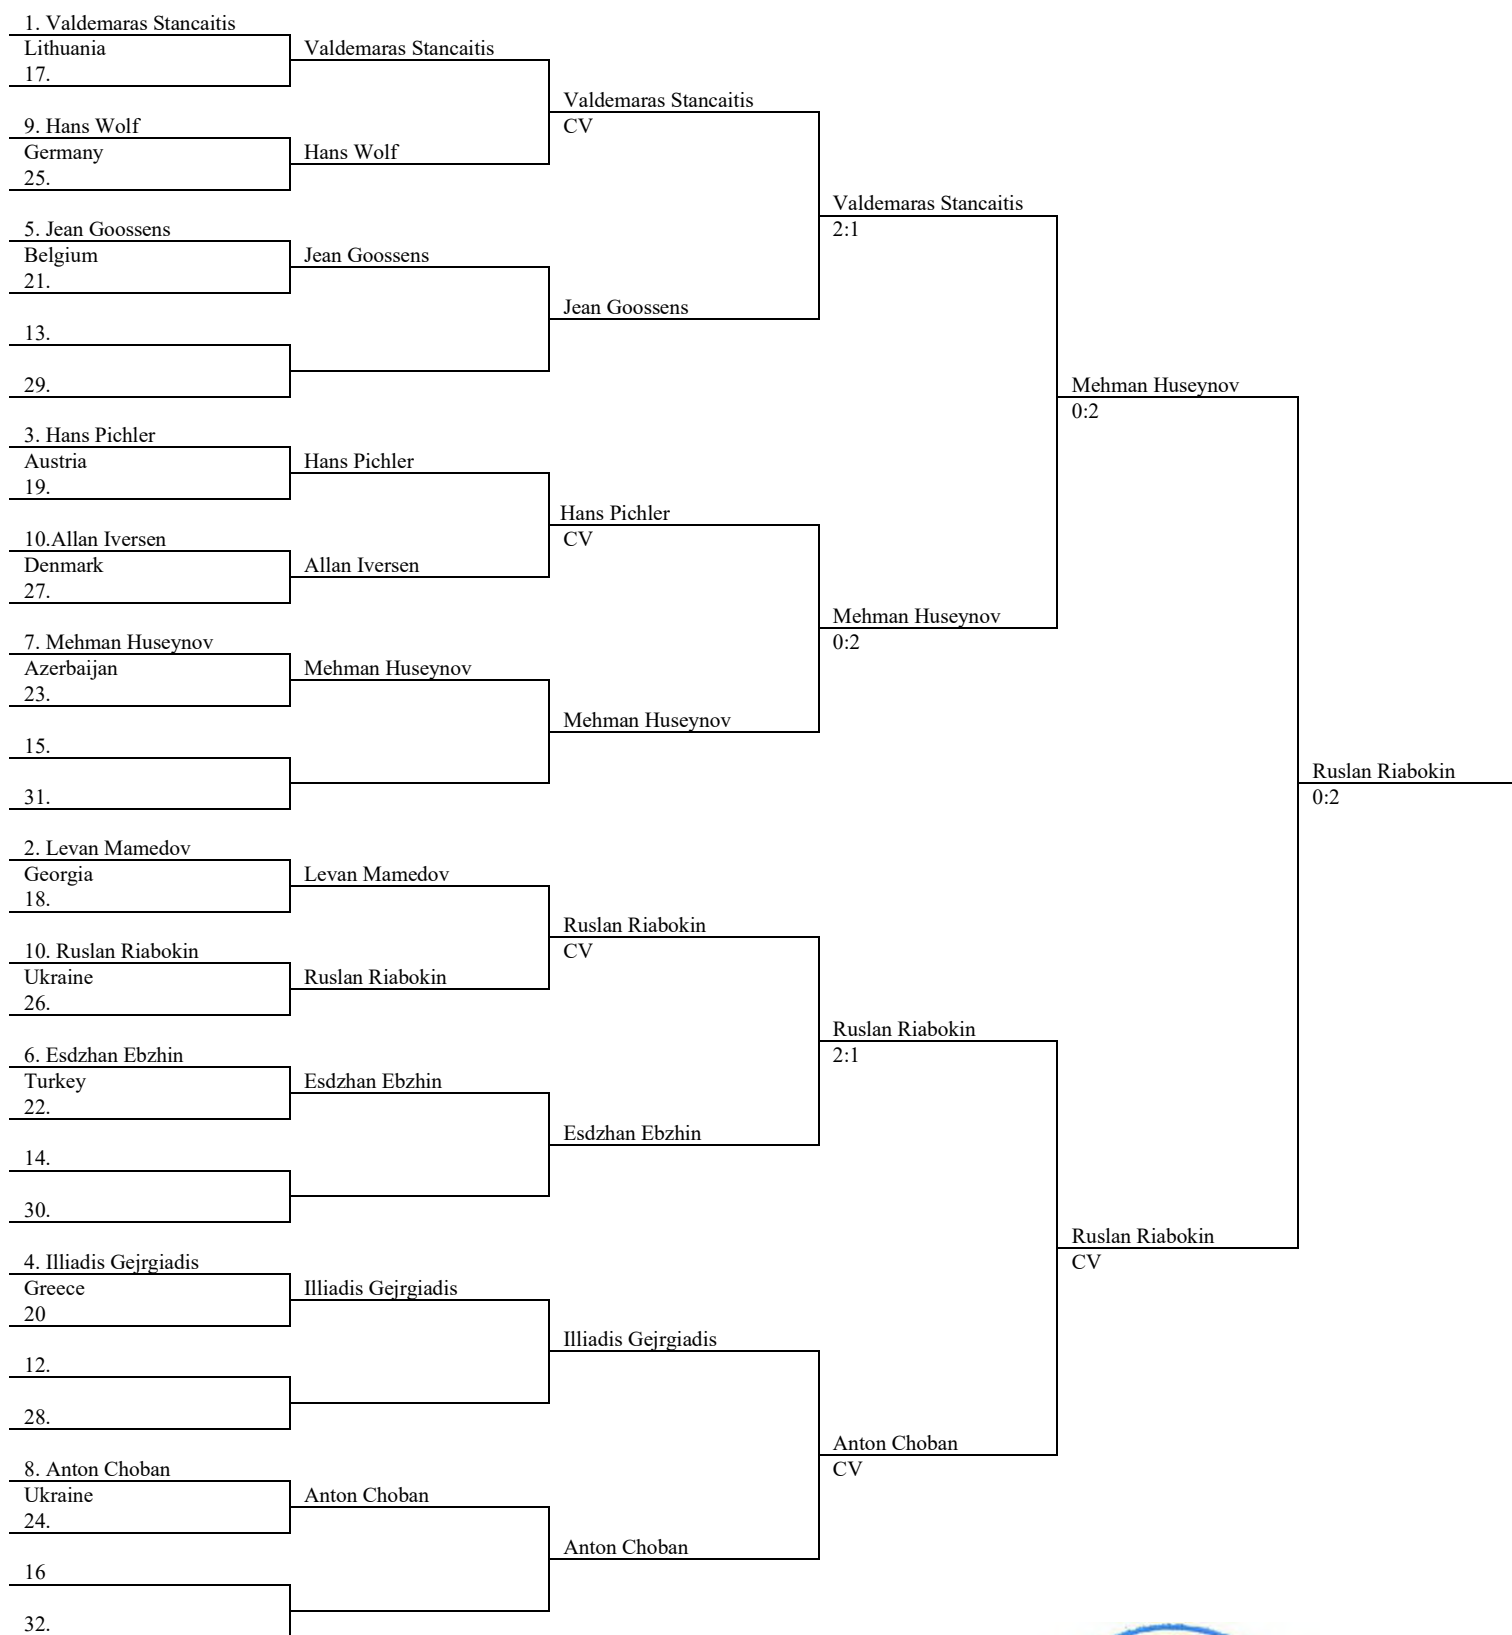 1. Valdemaras Stancaitis
Lithuania
17.
9. Hans Wolf
Germany
25.
5. Jean Goossens
Belgium
21.
13.
29.
3. Hans Pichler
Austria
19.
10.Allan Iversen
Denmark
27.
7. Mehman Huseynov
Azerbaijan
23.
15.
31.
2. Levan Mamedov
Georgia
18.
10. Ruslan Riabokin
Ukraine
26.
6. Esdzhan Ebzhin
Turkey
22.
14.
30.
4. Illiadis Gejrgiadis
Greece
20
12.
28.
8. Anton Choban
Ukraine
24.
16
32.
Valdemaras Stancaitis
Hans Wolf
Jean Goossens
Hans Pichler
Allan Iversen
Mehman Huseynov
Levan Mamedov
Ruslan Riabokin
Esdzhan Ebzhin
Illiadis Gejrgiadis
Anton Choban
Valdemaras Stancaitis
CV
Jean Goossens
Hans Pichler
CV
Mehman Huseynov
Ruslan Riabokin
CV
Esdzhan Ebzhin
Illiadis Gejrgiadis
Anton Choban
Valdemaras Stancaitis
2:1
Mehman Huseynov
0:2
Ruslan Riabokin
2:1
Anton Choban
CV
Mehman Huseynov
0:2
Ruslan Riabokin
CV
Ruslan Riabokin
0:2